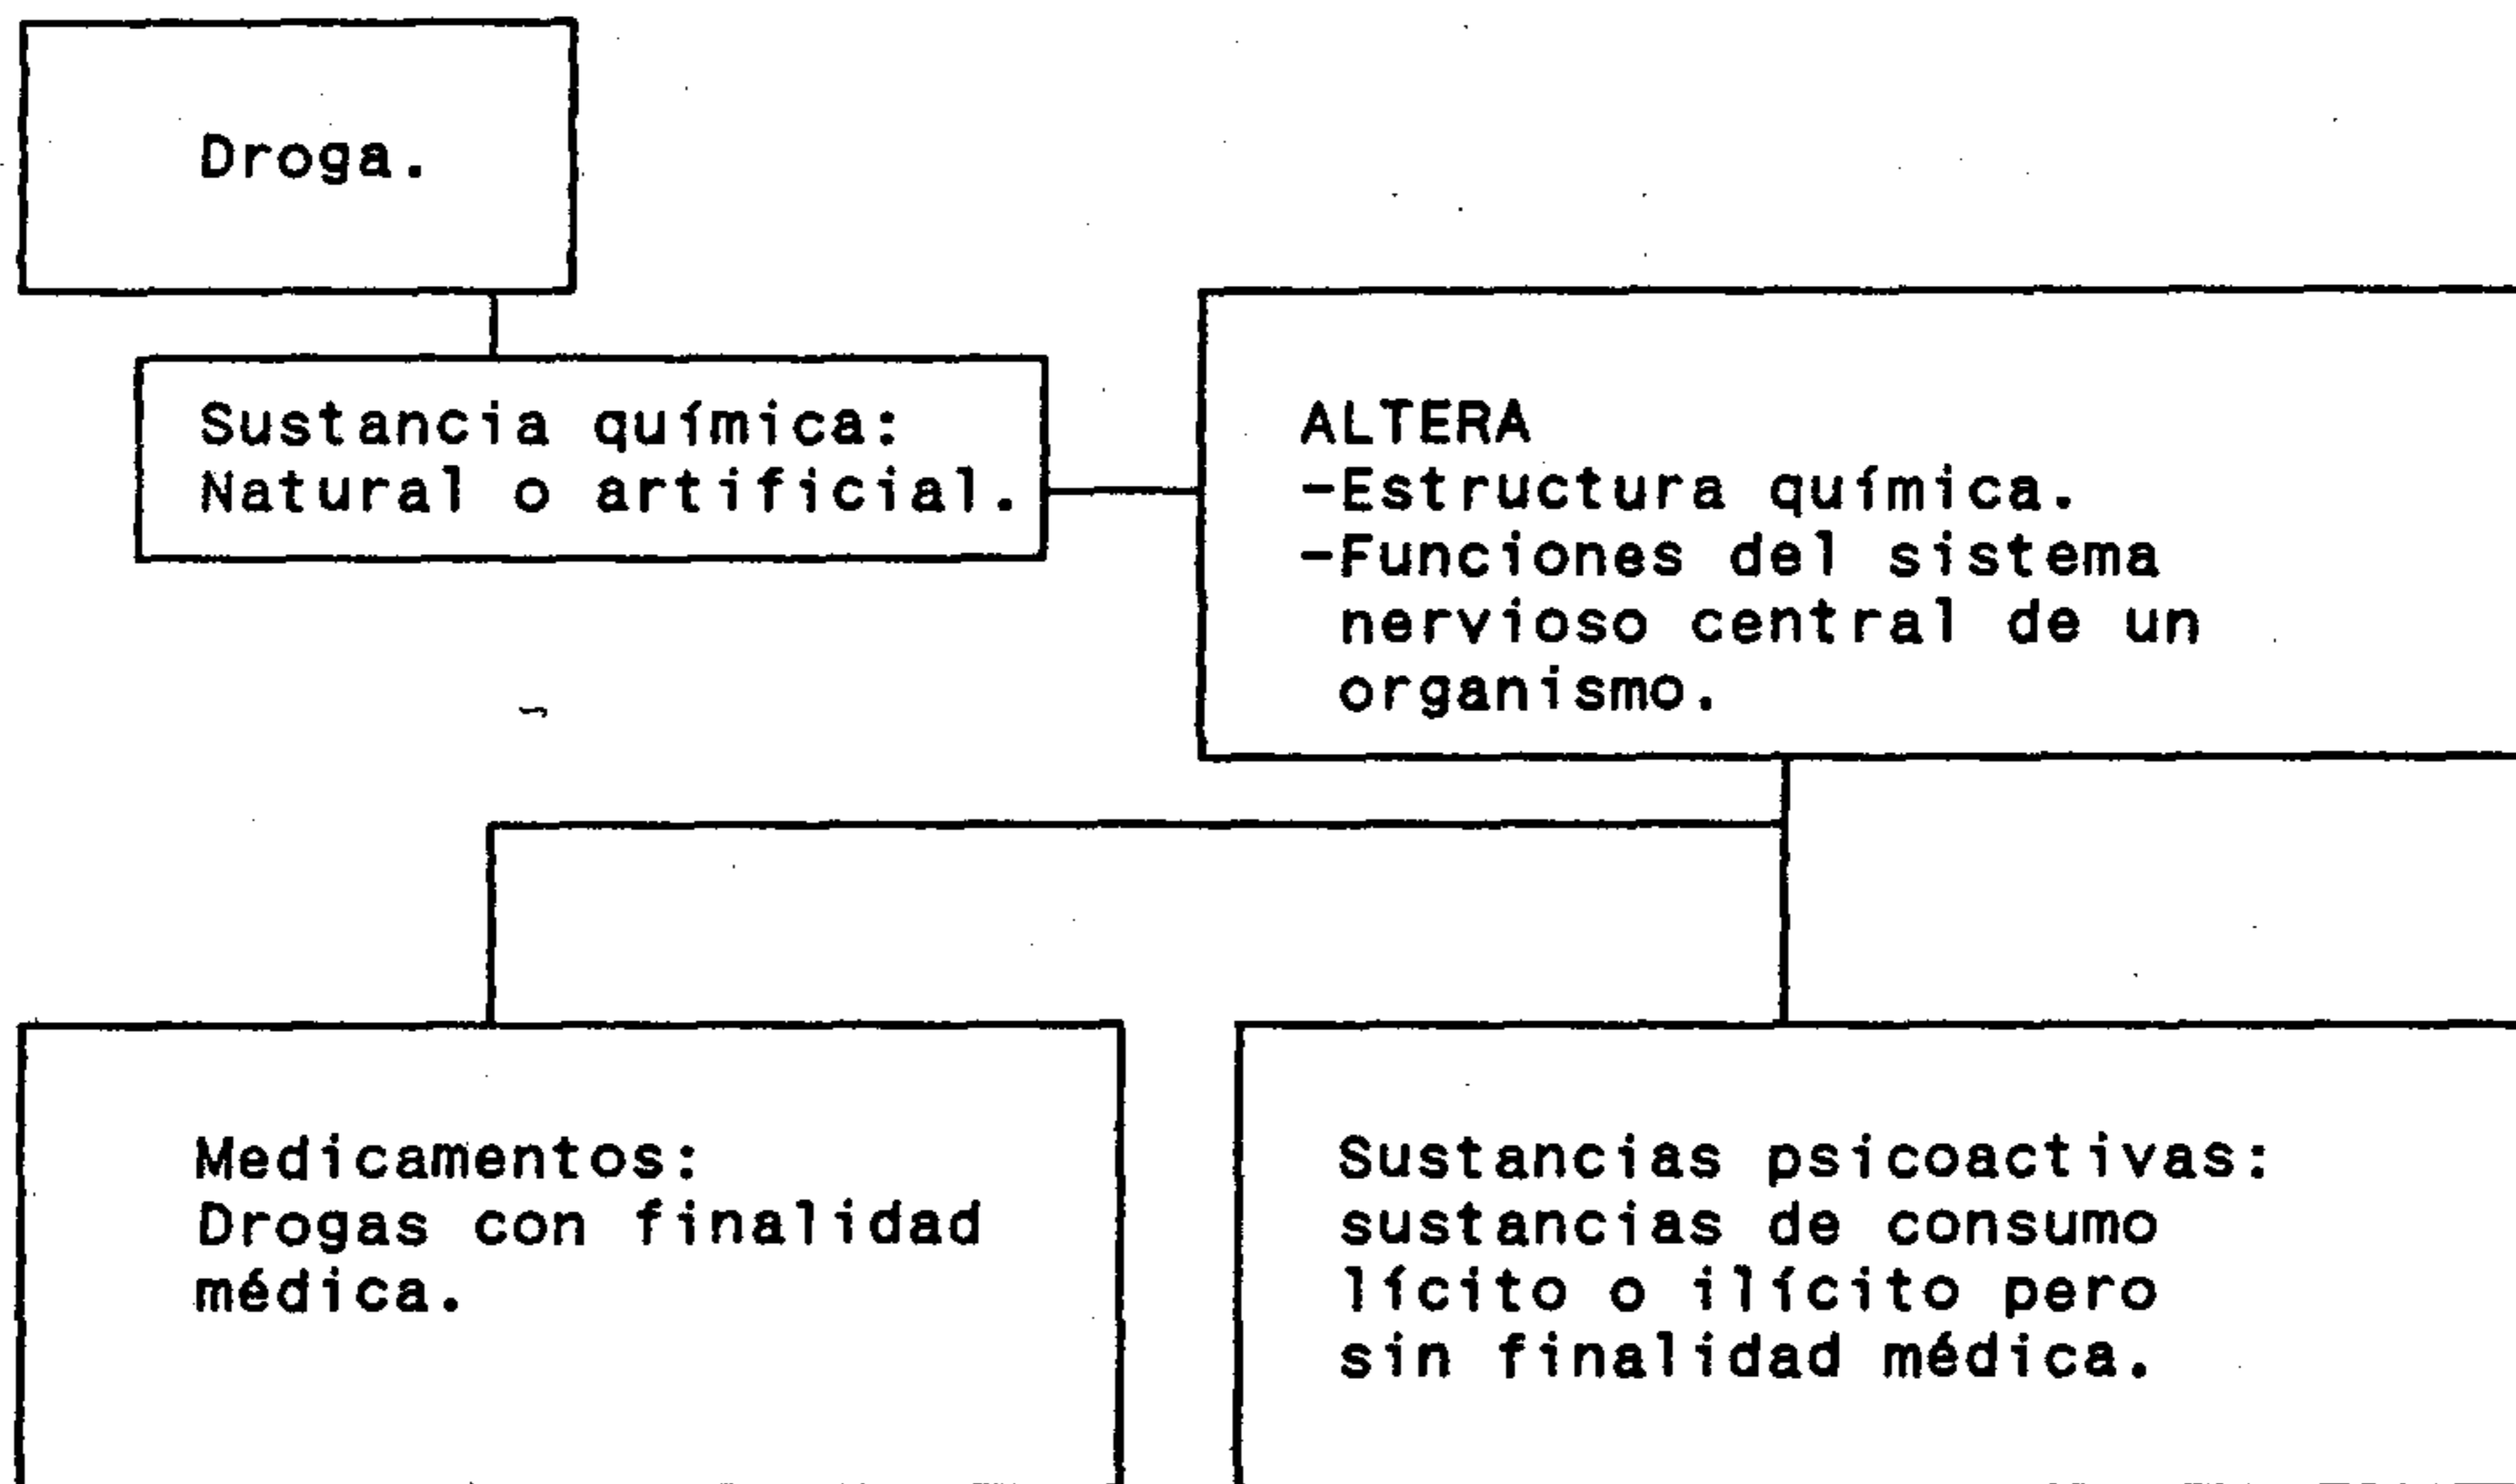 Droga.
Sustancia química:
Natural o artificial.
ALTERA
-Estructura química.
-Funciones del sistema
nervioso central de un
organismo.
Medicamentos:
Drogas con finalidad
médica.
Sustancias psicoactivas:
sustancias de consumo
lícito o ilícito pero
sin finalidad médica.